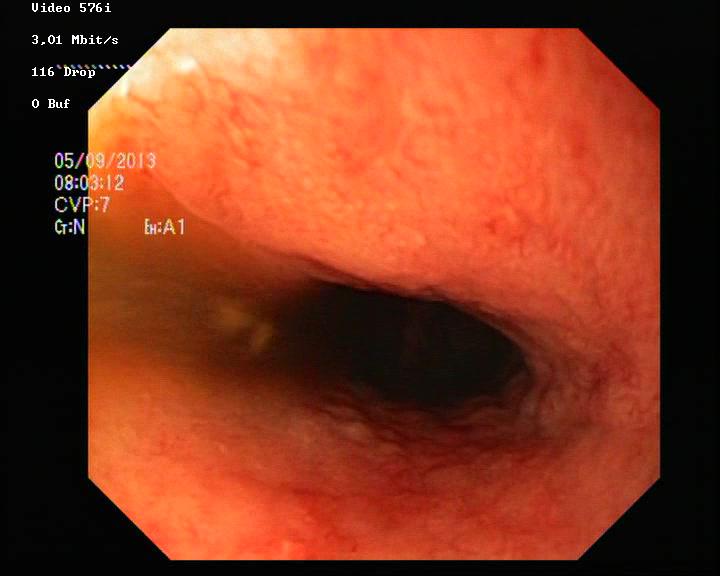 Video 576i
3,01 Mbit/s
116 Drop
0 Buf
05/09/2013
08:03:12
CVP:7
Ct:N Eh:A1